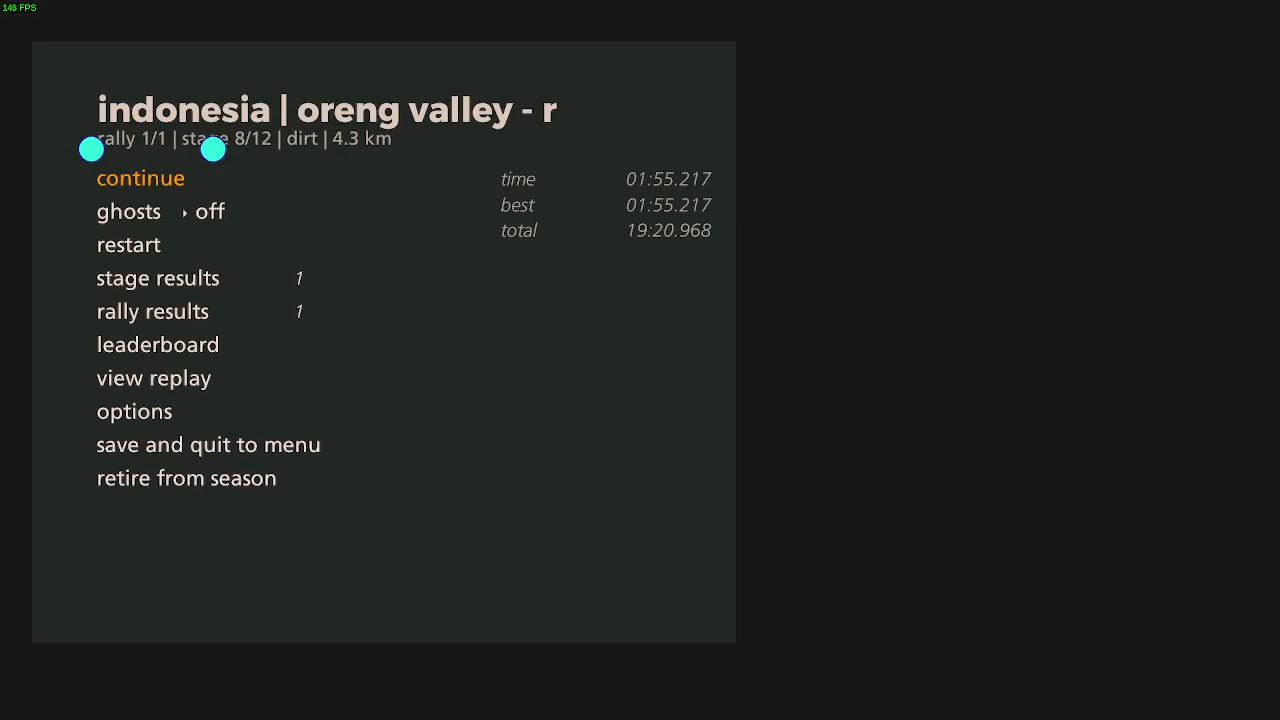 146 FPS
indonesia | oreng valley - r
rally 1/1 | stage 8/12 | dirt | 4.3 km
continue
time 01:55.217
ghosts ‣ off
best 01:55.217
total 19:20.968
restart
stage results 1
rally results 1
leaderboard
view replay
options
save and quit to menu
retire from season